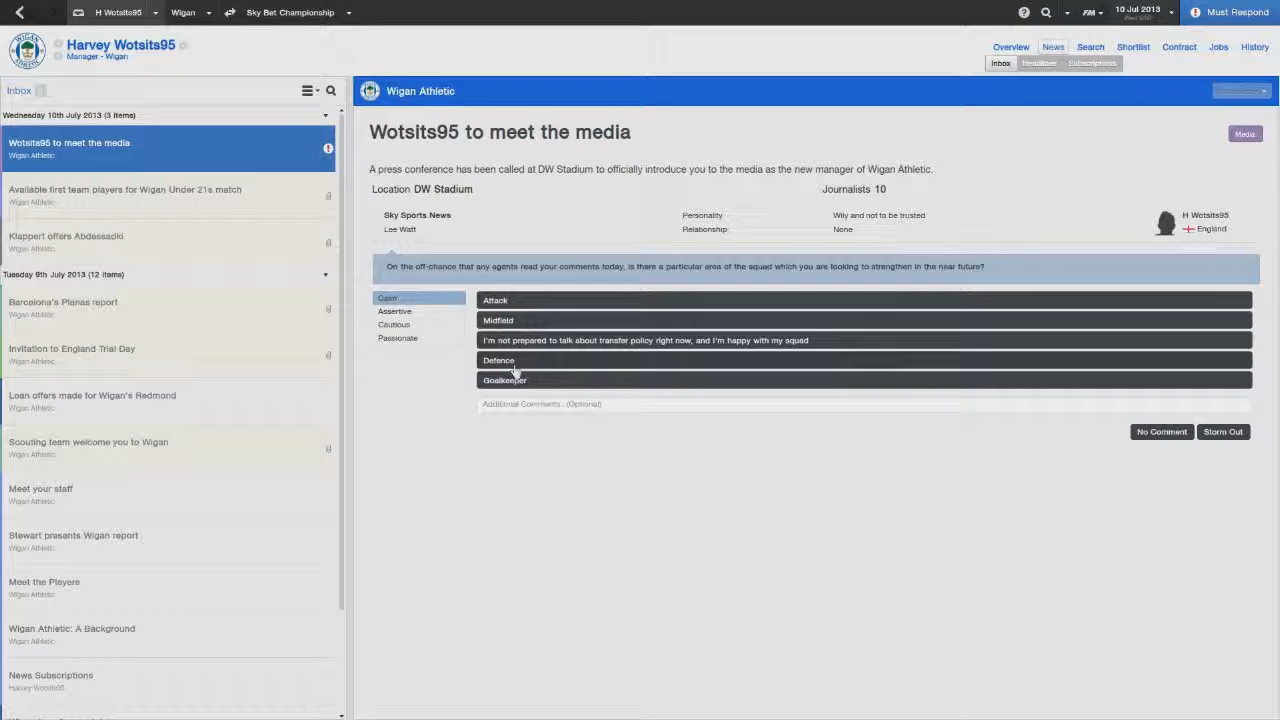 H Wotsits95
Wigan
Sky Bet Championship
FM
10 Jul 2013
Wed 9:00
Must Respond
Harvey Wotsits95
Manager - Wigan
Overview
News
Search
Shortlist
Contract
Jobs
History
Inbox
Headlines
Subscriptions
Inbox
Wednesday 10th July 2013 (3 items)
Wotsits95 to meet the media
Wigan Athletic
Available first team players for Wigan Under 21s match
Wigan Athletic
Klappert offers Abdessadki
Wigan Athletic
Tuesday 9th July 2013 (12 items)
Barcelona's Planas report
Wigan Athletic
Invitation to England Trial Day
Wigan Athletic
Loan offers made for Wigan's Redmond
Wigan Athletic
Scouting team welcome you to Wigan
Wigan Athletic
Meet your staff
Wigan Athletic
Stewart presents Wigan report
Wigan Athletic
Meet the Players
Wigan Athletic
Wigan Athletic: A Background
Wigan Athletic
News Subscriptions
Harvey Wotsits95
Wigan Athletic
Wotsits95 to meet the media
Media
A press conference has been called at DW Stadium to officially introduce you to the media as the new manager of Wigan Athletic.
Location DW Stadium
Journalists 10
Sky Sports News
Lee Watt
Personality
Wily and not to be trusted
Relationship
None
H Wotsits95
England
On the off-chance that any agents read your comments today, is there a particular area of the squad which you are looking to strengthen in the near future?
Calm
Assertive
Cautious
Passionate
Attack
Midfield
I'm not prepared to talk about transfer policy right now, and I'm happy with my squad
Defence
Goalkeeper
Additional Comments.. (Optional)
No Comment
Storm Out